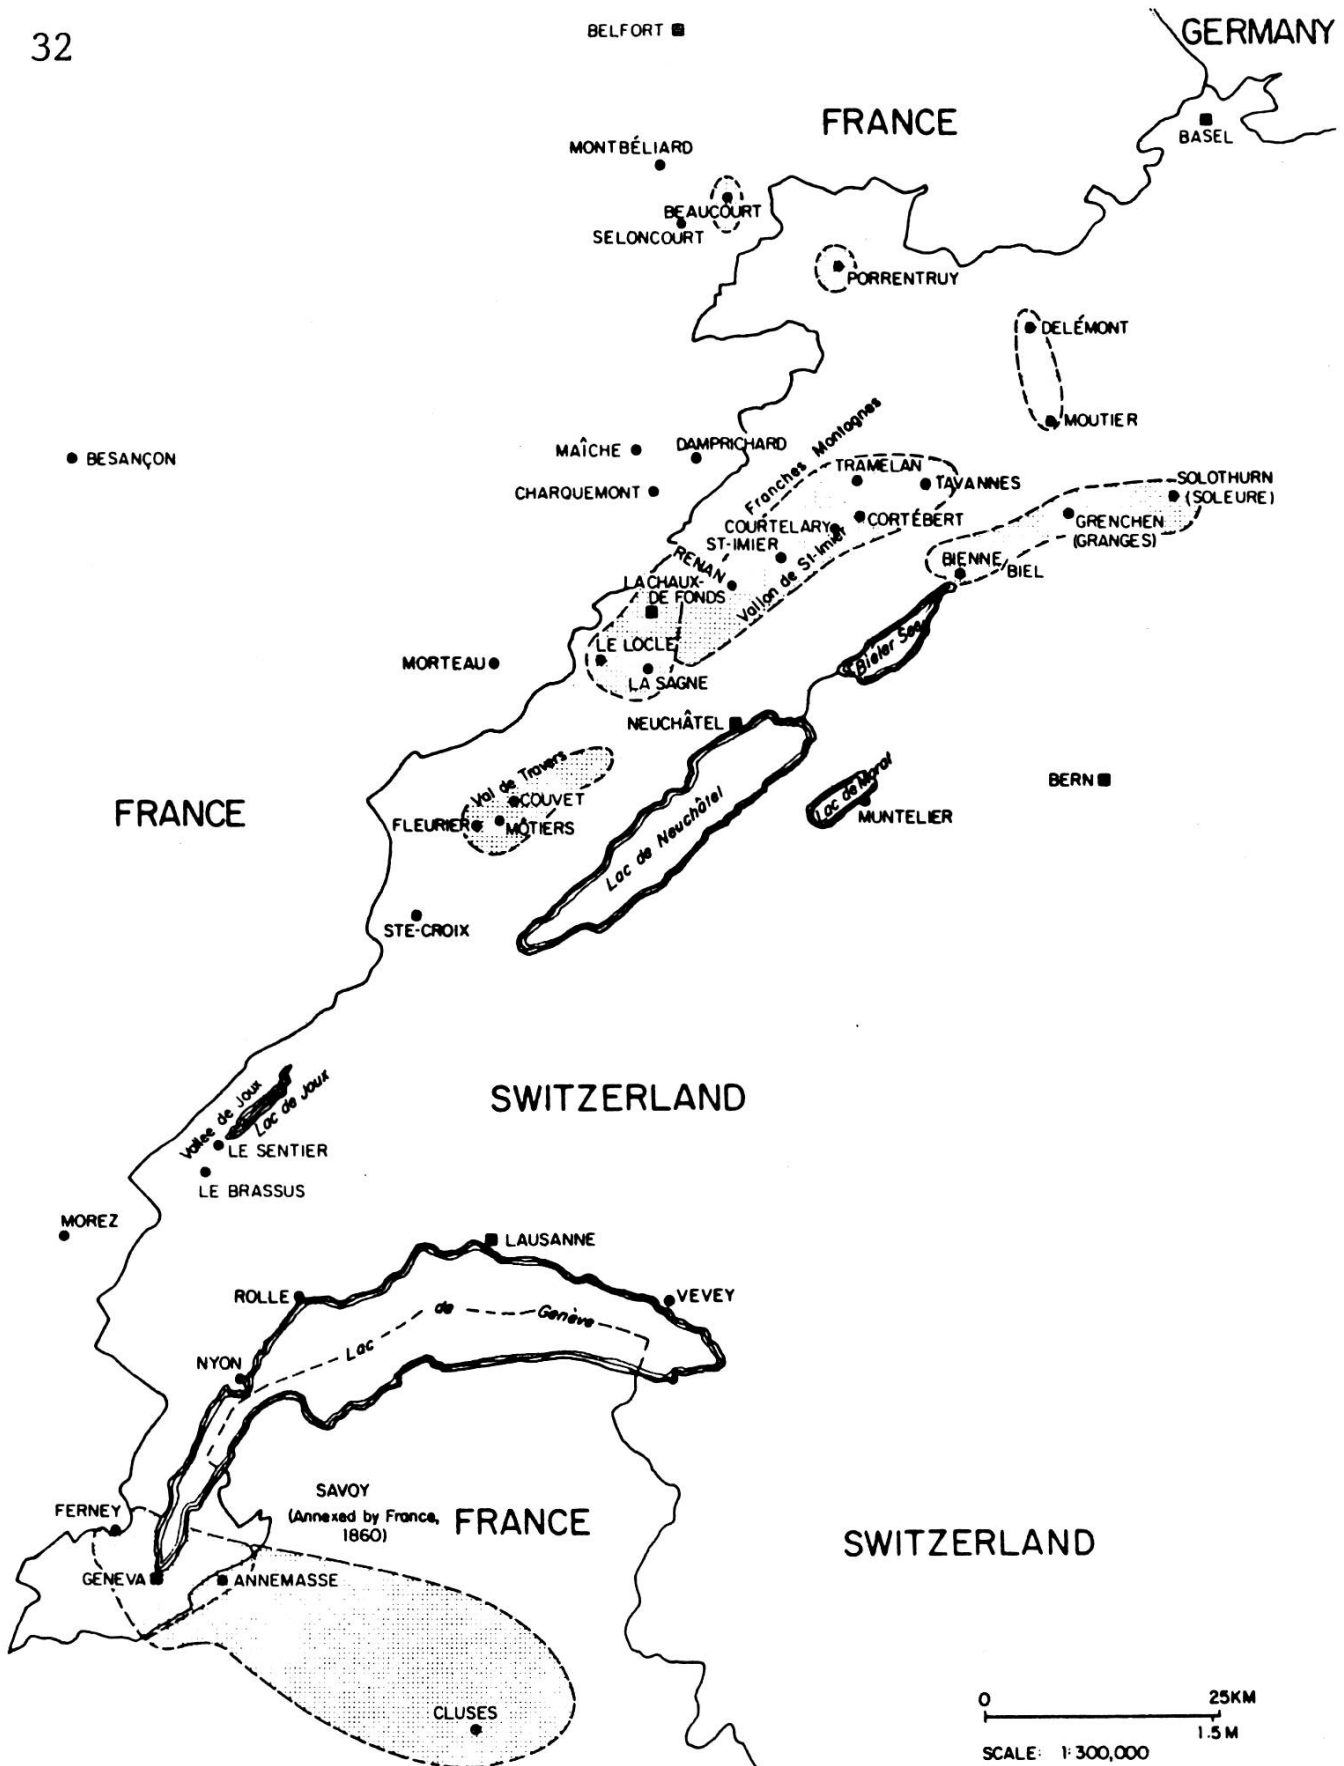 32
BELFORT
GERMANY
FRANCE
BASEL
MONTBÉLIARD
BEAUCOURT
SELONCOURT
PORRENTRUY
DELÉMONT
MOUTIER
BESANÇON
MAÎCHE
DAMPRICHARD
CHARQUEMONT
Franches Montagnes
TRAMELAN
TAVANNES
SOLOTHURN
(SOLEURE)
COURTELARY
CORTÉBERT
GRENCHEN
(GRANGES)
ST-IMIER
RENAN
Vallon de St-Imier
BIENNE
BIEL
LA CHAUX-
DE FONDS
LE LOCLE
LA SAGNE
MORTEAU
Bieler See
NEUCHÂTEL
Val de Travers
COUVET
FLEURIER
MÔTIERS
Lac de Neuchâtel
Lac de Morat
MUNTELIER
BERN
FRANCE
STE-CROIX
SWITZERLAND
Vallee de Joux
Lac de Joux
LE SENTIER
LE BRASSUS
MOREZ
LAUSANNE
ROLLE
VEVEY
Lac de Genève
NYON
FERNEY
SAVOY
(Annexed by France,
1860)
FRANCE
SWITZERLAND
GENEVA
ANNEMASSE
CLUSES
0 25KM
1.5 M
SCALE: 1:300,000